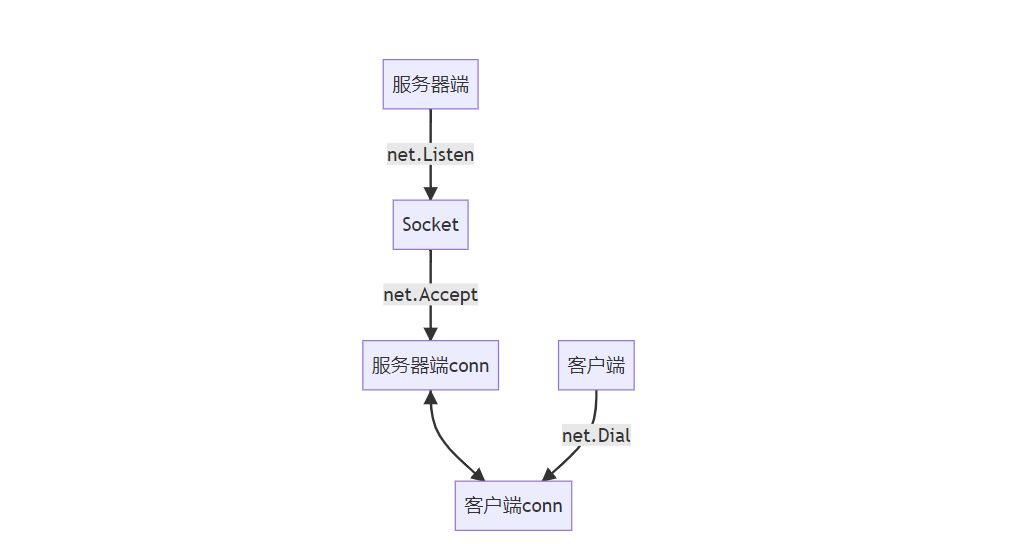 服务器端
net.Listen
Socket
net.Accept
服务器端conn
客户端
net.Dial
客户端conn